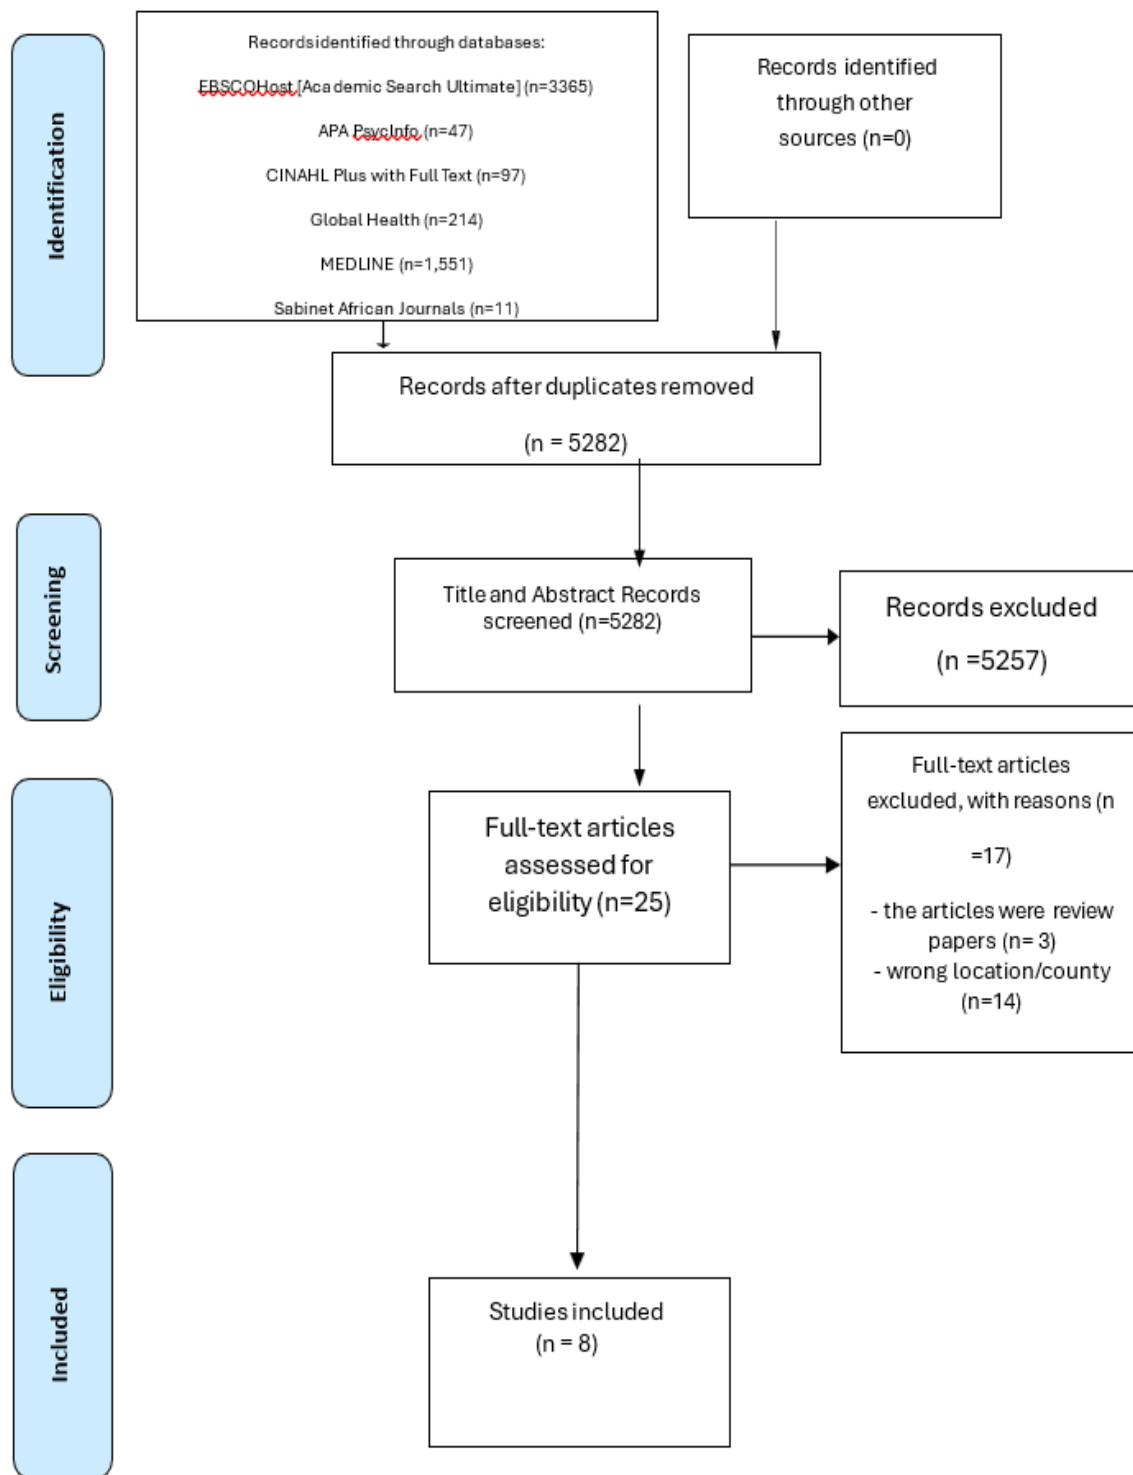 Identification
Records identified through databases:
EBSCOHost [Academic Search Ultimate] (n=3365)
APA PsycInfo (n=47)
CINAHL Plus with Full Text (n=97)
Global Health (n=214)
MEDLINE (n=1,551)
Sabinet African Journals (n=11)
Records identified
through other
sources (n=0)
Records after duplicates removed
(n = 5282)
Screening
Title and Abstract Records
screened (n=5282)
Records excluded
(n =5257)
Eligibility
Full-text articles
assessed for
eligibility (n=25)
Full-text articles
excluded, with reasons (n
=17)
- the articles were review
papers (n= 3)
- wrong location/county
(n=14)
Included
Studies included
(n = 8)